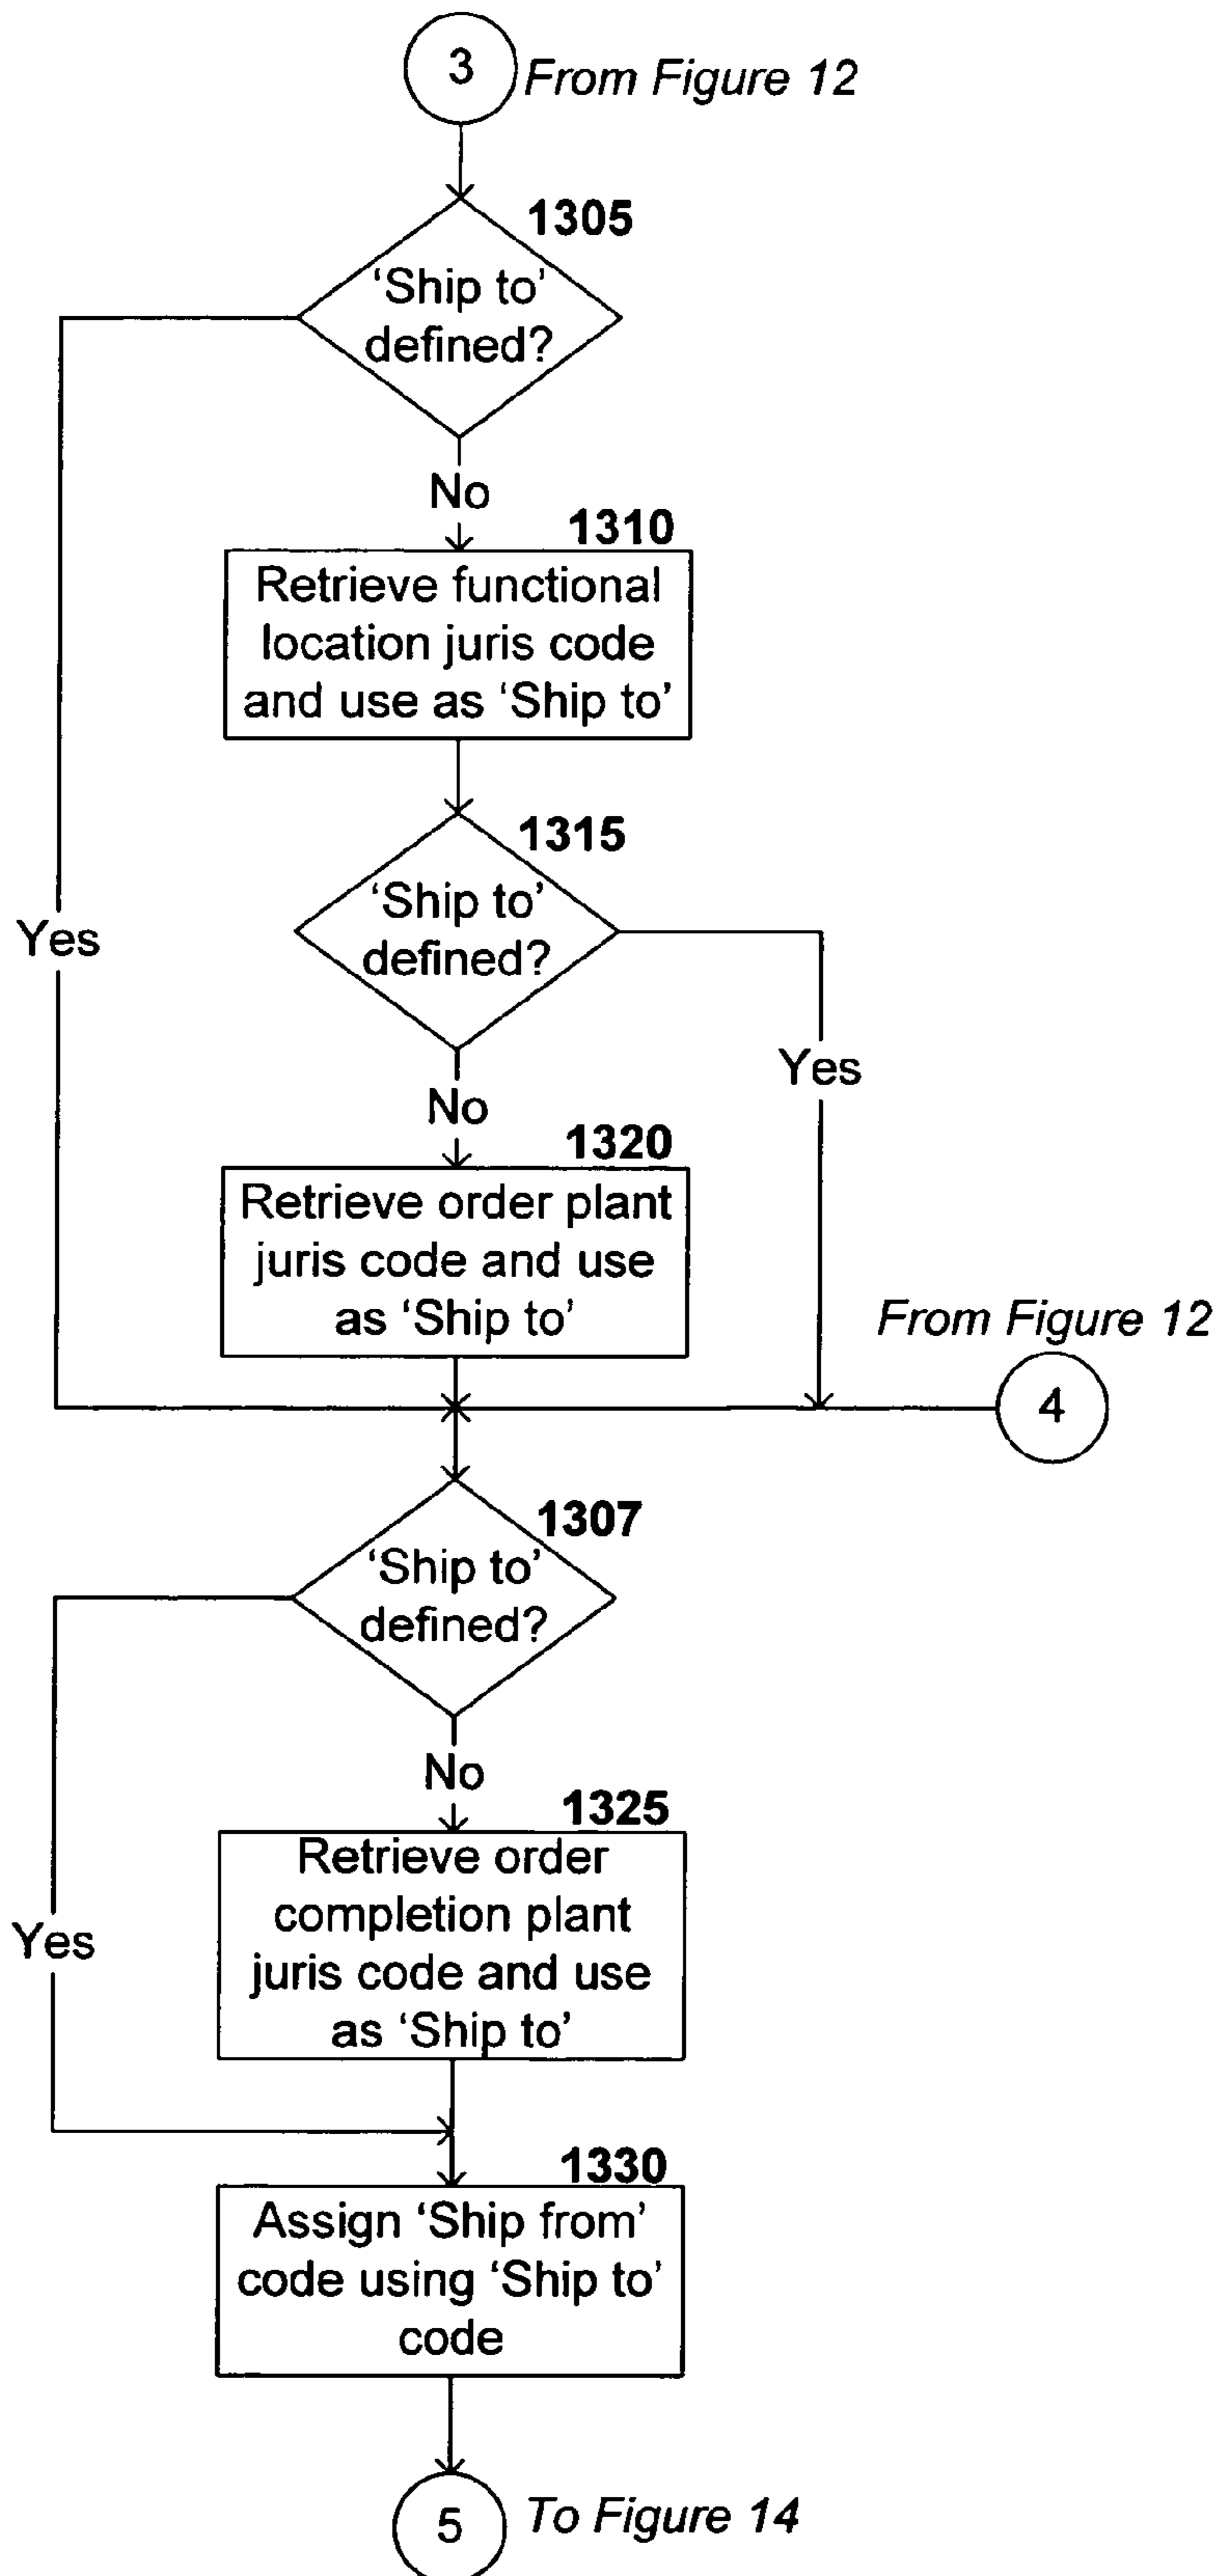 3 From Figure 12
1305
‘Ship to’
defined?
No
1310
Retrieve functional
location juris code
and use as ‘Ship to’
1315
‘Ship to’
defined?
Yes
Yes
No
1320
Retrieve order plant
juris code and use
as ‘Ship to’
From Figure 12
4
1307
‘Ship to’
defined?
No
1325
Retrieve order
completion plant
juris code and use
as ‘Ship to’
Yes
1330
Assign ‘Ship from’
code using ‘Ship to’
code
5 To Figure 14